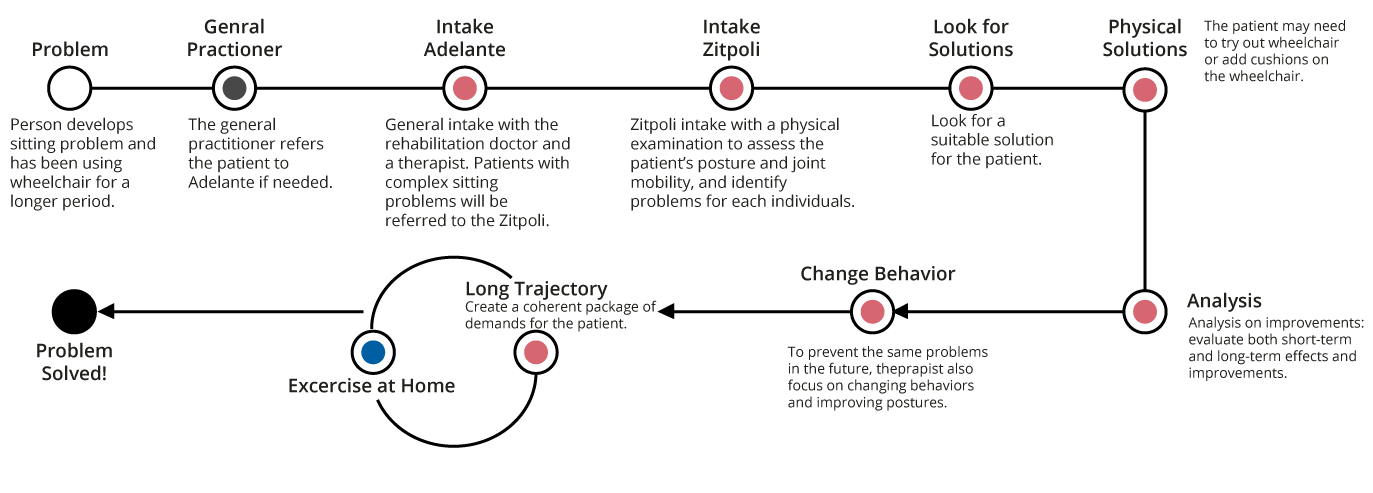 Problem
Person develops
sitting problem and
has been using
wheelchair for a
longer period.
Genral
Practioner
The general
practitioner refers
the patient to
Adelante if needed.
Intake
Adelante
General intake with the
rehabilitation doctor and
a therapist. Patients with
complex sitting
problems will be
referred to the Zitpoli.
Intake
Zitpoli
Zitpoli intake with a physical
examination to assess the
patient's posture and joint
mobility, and identify
problems for each individuals.
Look for
Solutions
Look for a
suitable solution
for the patient.
Physical
Solutions
The patient may need
to try out wheelchair
or add cushions on
the wheelchair.
Analysis
Analysis on improvements:
evaluate both short-term
and long-term effects and
improvements.
Change Behavior
To prevent the same problems
in the future, theprapist also
focus on changing behaviors
and improving postures.
Long Trajectory
Create a coherent package of
demands for the patient.
Excercise at Home
Problem
Solved!